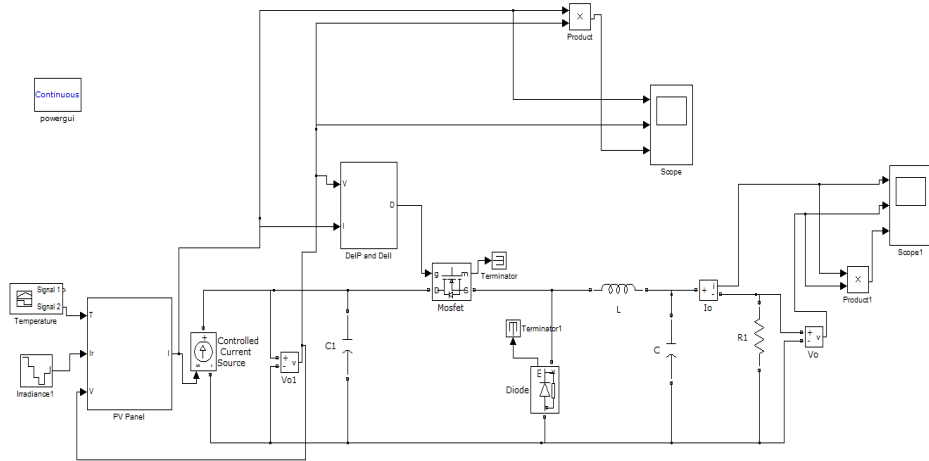 ×
Product
Continuous
powergui
Scope
V
I
D
DelP and DelI
g
m
D
S
Mosfet
Terminator
Signal 1
Signal 2
Temperature
Irradiance1
T
Ir
V
I
PV Panel
+
s
-
Controlled
Current
Source
+
-
v
Vo1
C1
Terminator1
m
Diode
L
C
+
-
i
Io
R1
+
-
v
Vo
×
Product1
Scope1